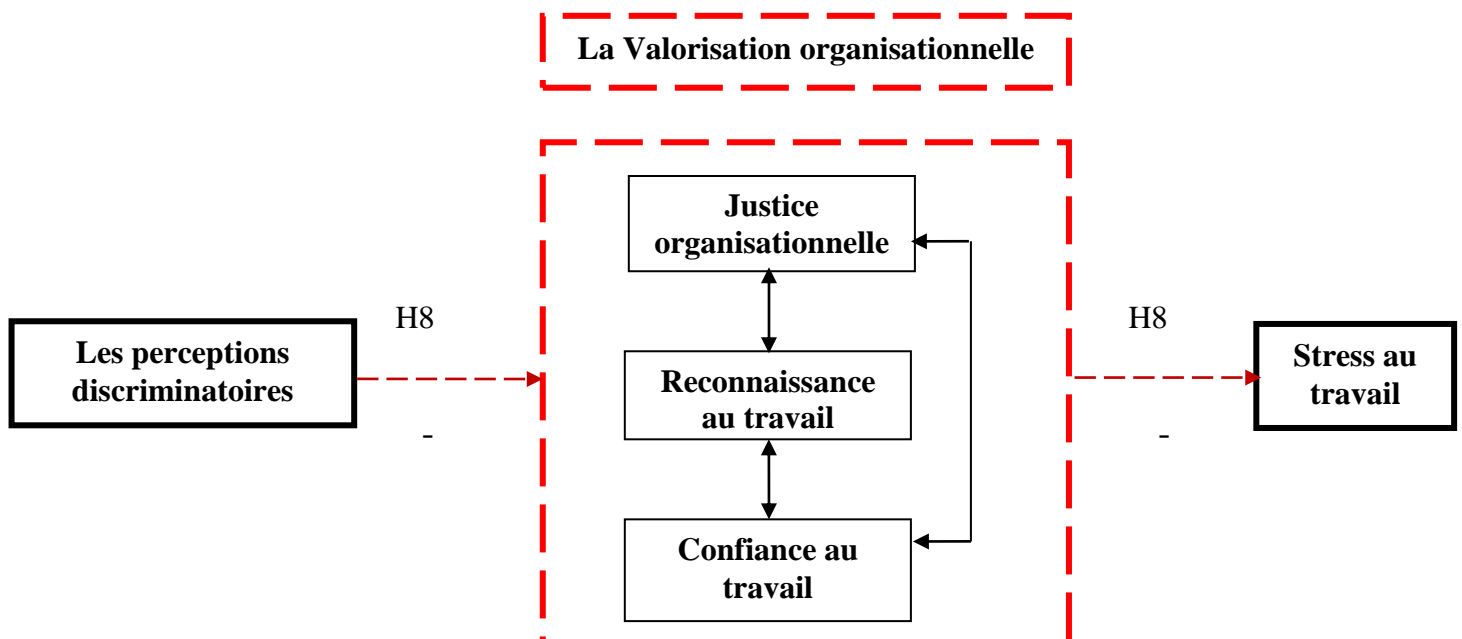 La Valorisation organisationnelle
Justice
organisationnelle
H8
H8
Les perceptions
discriminatoires
Reconnaissance
au travail
Stress au
travail
-
-
Confiance au
travail